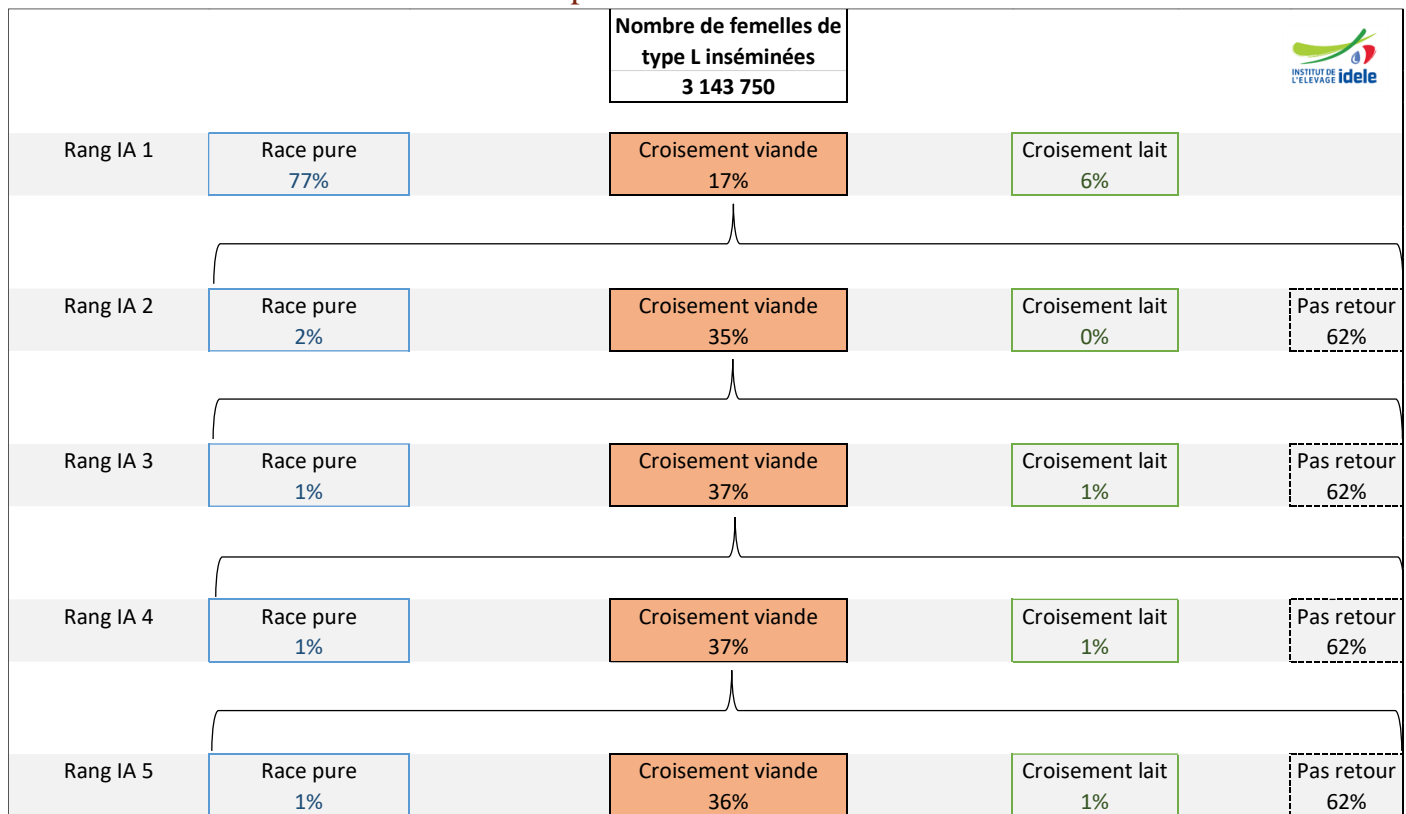 Nombre de femelles de
type L inséminées
3 143 750
INSTITUT DE
L'ELEVAGE idele
Rang IA 1 Race pure Croisement viande Croisement lait
77% 17% 6%
Rang IA 2 Race pure Croisement viande Croisement lait Pas retour
2% 35% 0% 62%
Rang IA 3 Race pure Croisement viande Croisement lait Pas retour
1% 37% 1% 62%
Rang IA 4 Race pure Croisement viande Croisement lait Pas retour
1% 37% 1% 62%
Rang IA 5 Race pure Croisement viande Croisement lait Pas retour
1% 36% 1% 62%